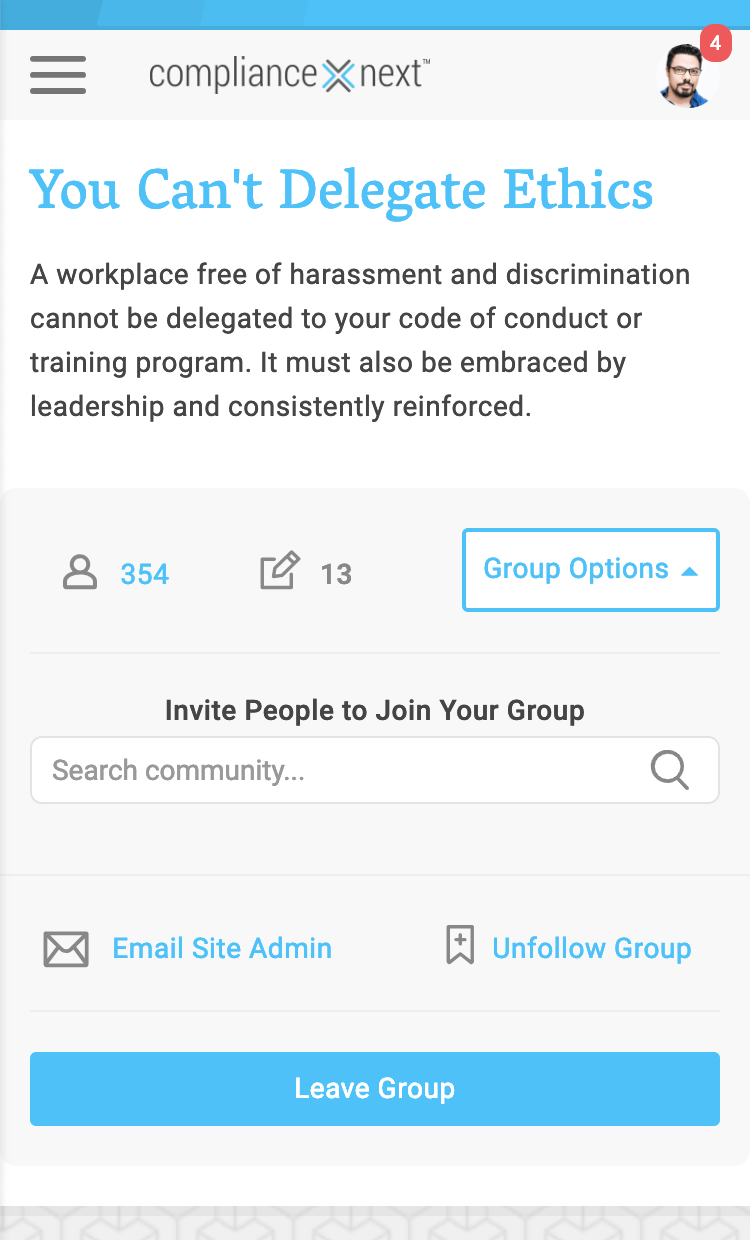 4
compliance next™
You Can't Delegate Ethics
A workplace free of harassment and discrimination
cannot be delegated to your code of conduct or
training program. It must also be embraced by
leadership and consistently reinforced.
354 13 Group Options
Invite People to Join Your Group
Search community...
Email Site Admin Unfollow Group
Leave Group